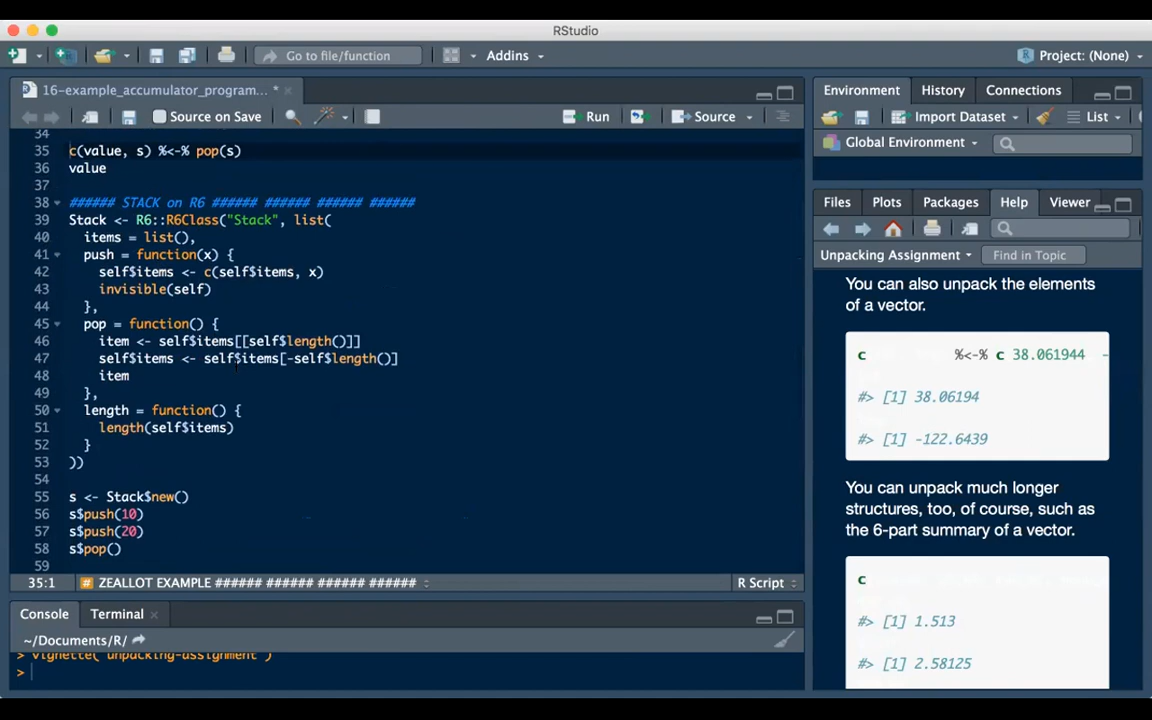 RStudio
Go to file/function
Addins
Project: (None)
16-example_accumulator_program... *
Source on Save
Run
Source
34
35 c(value, s) %<-% pop(s)
36 value
37
38 ###### STACK on R6 ###### ###### ###### ######
39 Stack <- R6::R6Class("Stack", list(
40 items = list(),
41 push = function(x) {
42 self$items <- c(self$items, x)
43 invisible(self)
44 },
45 pop = function() {
46 item <- self$items[[self$length()]]
47 self$items <- self$items[-self$length()]
48 item
49 },
50 length = function() {
51 length(self$items)
52 }
53 ))
54
55 s <- Stack$new()
56 s$push(10)
57 s$push(20)
58 s$pop()
59
35:1 # ZEALLOT EXAMPLE ###### ###### ###### ######
R Script
Console Terminal
~/Documents/R/
> vignette("unpacking-assignment")
>
Environment History Connections
Import Dataset
List
Global Environment
Files Plots Packages Help Viewer
Unpacking Assignment
Find in Topic
You can also unpack the elements
of a vector.
c %<-% c 38.061944 -
#> [1] 38.06194
#> [1] -122.6439
You can unpack much longer
structures, too, of course, such as
the 6-part summary of a vector.
c
#> [1] 1.513
#> [1] 2.58125